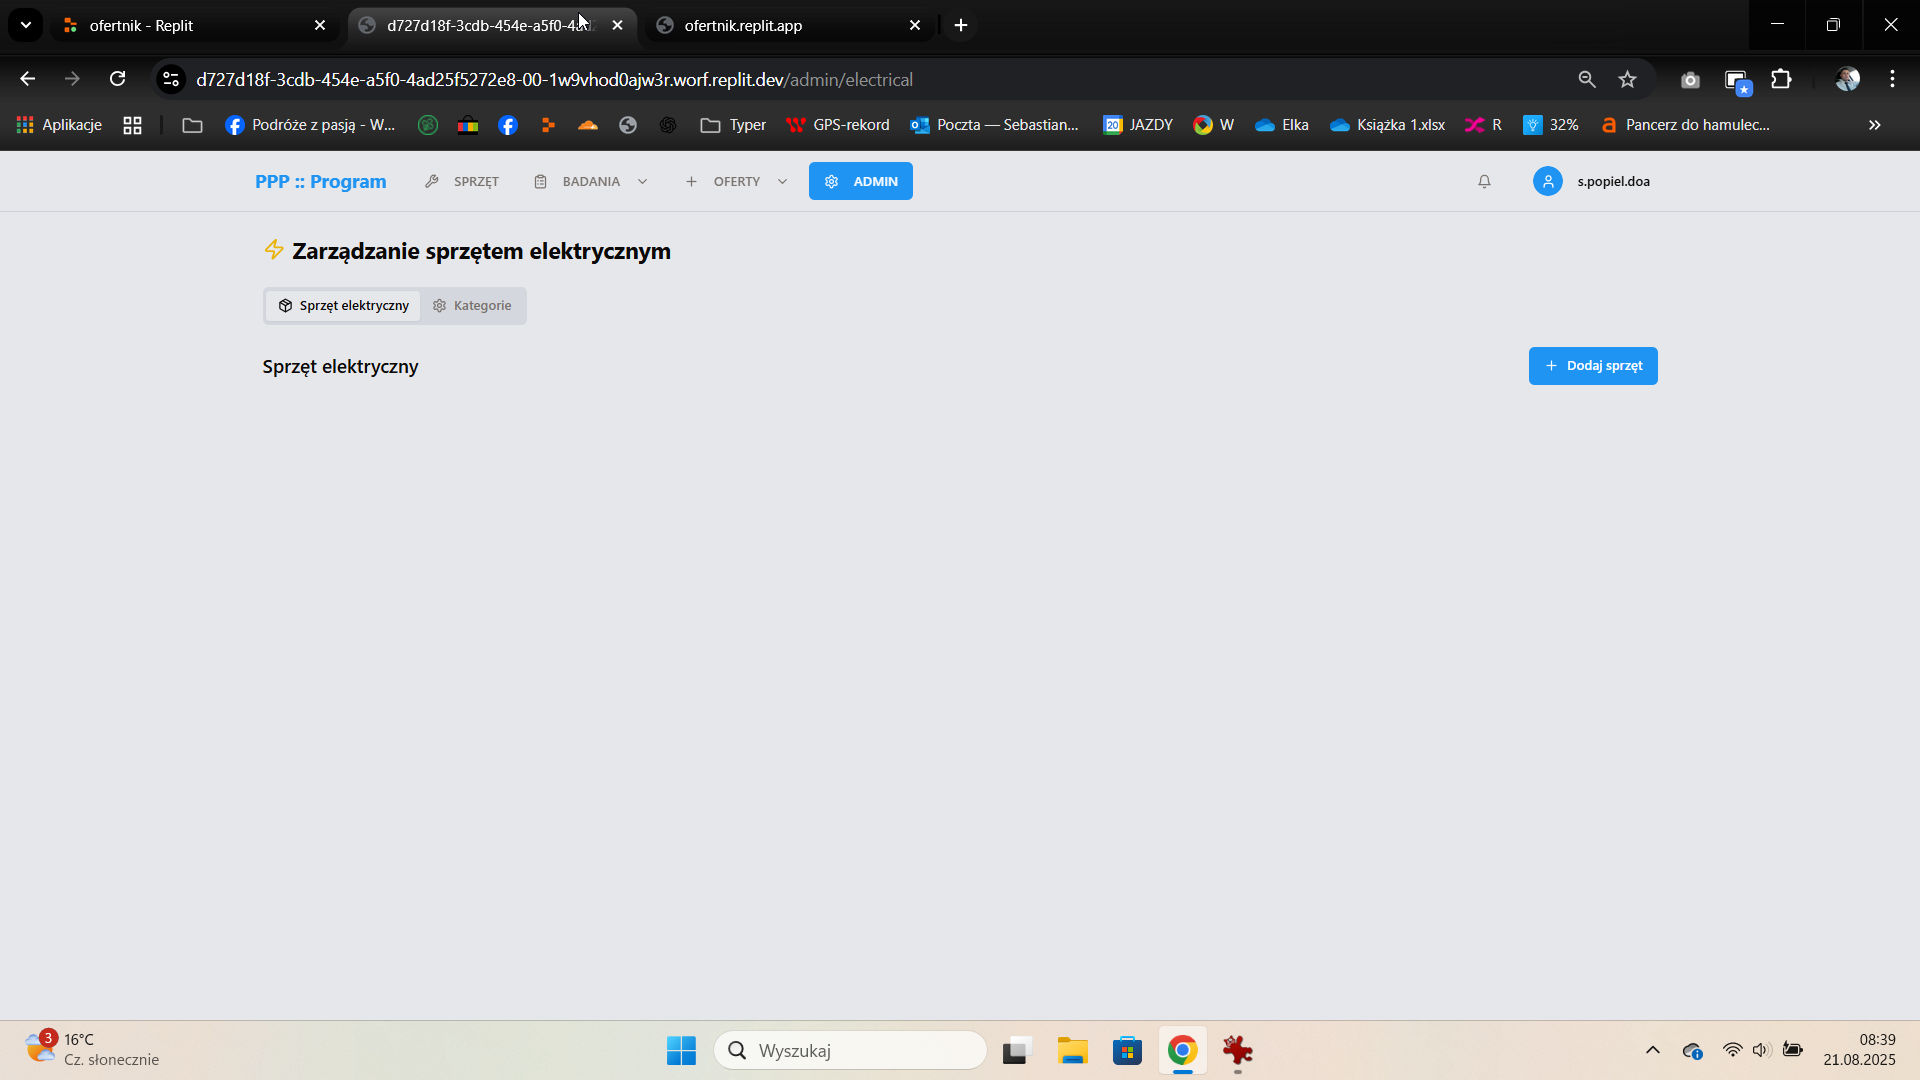 ofertnik - Replit
d727d18f-3cdb-454e-a5f0-4ad
ofertnik.replit.app
d727d18f-3cdb-454e-a5f0-4ad25f5272e8-00-1w9vhod0ajw3r.worf.replit.dev/admin/electrical
Aplikacje
Podróże z pasją - W...
Typer
GPS-rekord
Poczta — Sebastian...
20
JAZDY
W
Elka
Książka 1.xlsx
R
32%
Pancerz do hamulec...
PPP :: Program
SPRZĘT
BADANIA
OFERTY
ADMIN
s.popiel.doa
Zarządzanie sprzętem elektrycznym
Sprzęt elektryczny
Kategorie
Sprzęt elektryczny
Dodaj sprzęt
3
16°C
Cz. słonecznie
Wyszukaj
08:39
21.08.2025